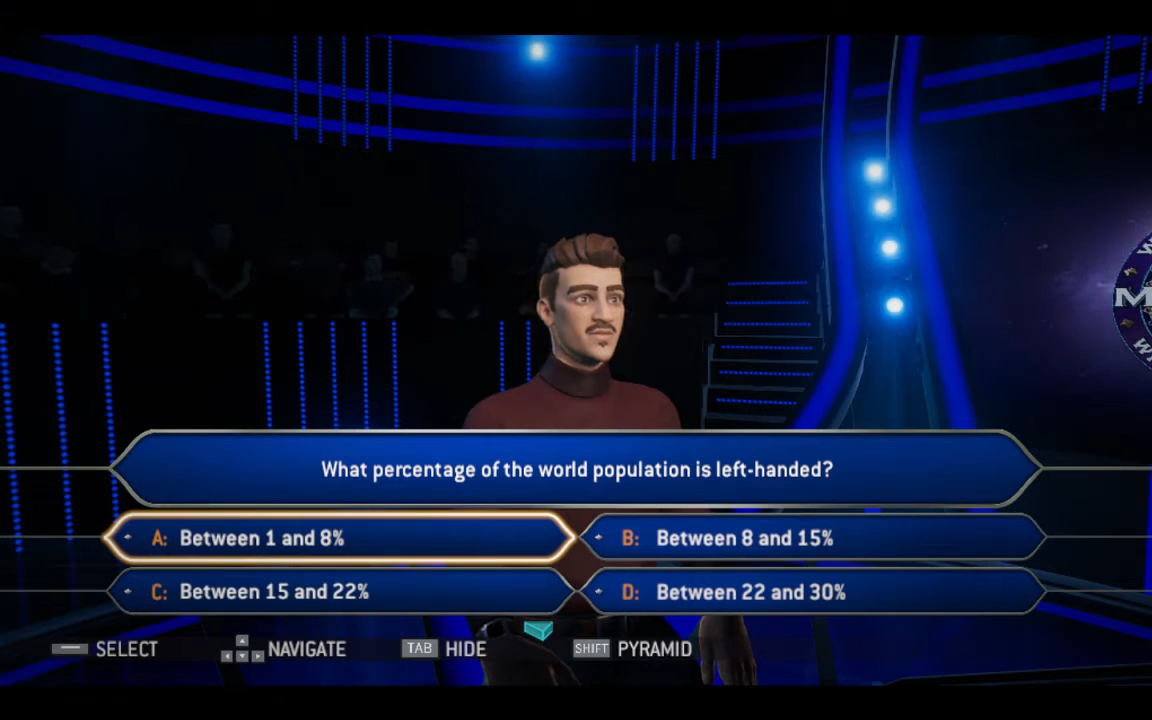 What percentage of the world population is left-handed?
A: Between 1 and 8%
B: Between 8 and 15%
C: Between 15 and 22%
D: Between 22 and 30%
SELECT
NAVIGATE
TAB HIDE
SHIFT PYRAMID